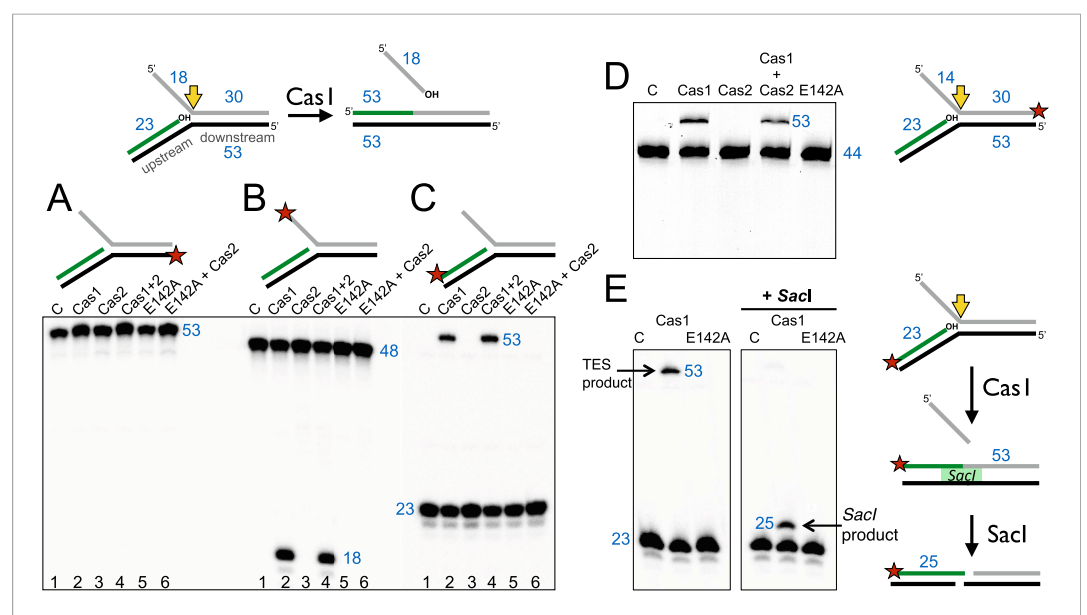 5'
18
30
OH
23
downstream
5'
upstream
53
Cas1
5'
18
OH
53
53
5'
D
C
Cas1
Cas2
Cas1
+
Cas2
E142A
53
44
5'
14
30
OH
23
53
5'
A
C
Cas1
Cas2
Cas1+2
E142A
E142A + Cas2
53
1 2 3 4 5 6
B
C
Cas1
Cas2
Cas1+2
E142A
E142A + Cas2
48
18
1 2 3 4 5 6
C
C
Cas1
Cas2
Cas1+2
E142A
E142A + Cas2
53
23
1 2 3 4 5 6
E
Cas1
C E142A
TES
product
53
23
+ SacI
Cas1
C E142A
25
SacI
product
5'
OH
23
5'
Cas1
5'
53
SacI
SacI
25